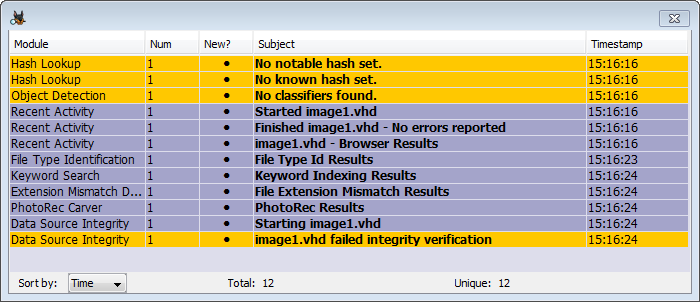 Module Num New? Subject Timestamp
Hash Lookup 1 ● No notable hash set. 15:16:16
Hash Lookup 1 ● No known hash set. 15:16:16
Object Detection 1 ● No classifiers found. 15:16:16
Recent Activity 1 ● Started image1.vhd 15:16:16
Recent Activity 1 ● Finished image1.vhd - No errors reported 15:16:16
Recent Activity 1 ● image1.vhd - Browser Results 15:16:16
File Type Identification 1 ● File Type Id Results 15:16:23
Keyword Search 1 ● Keyword Indexing Results 15:16:24
Extension Mismatch D... 1 ● File Extension Mismatch Results 15:16:24
PhotoRec Carver 1 ● PhotoRec Results 15:16:24
Data Source Integrity 1 ● Starting image1.vhd 15:16:24
Data Source Integrity 1 ● image1.vhd failed integrity verification 15:16:24
Sort by: Time Total: 12 Unique: 12